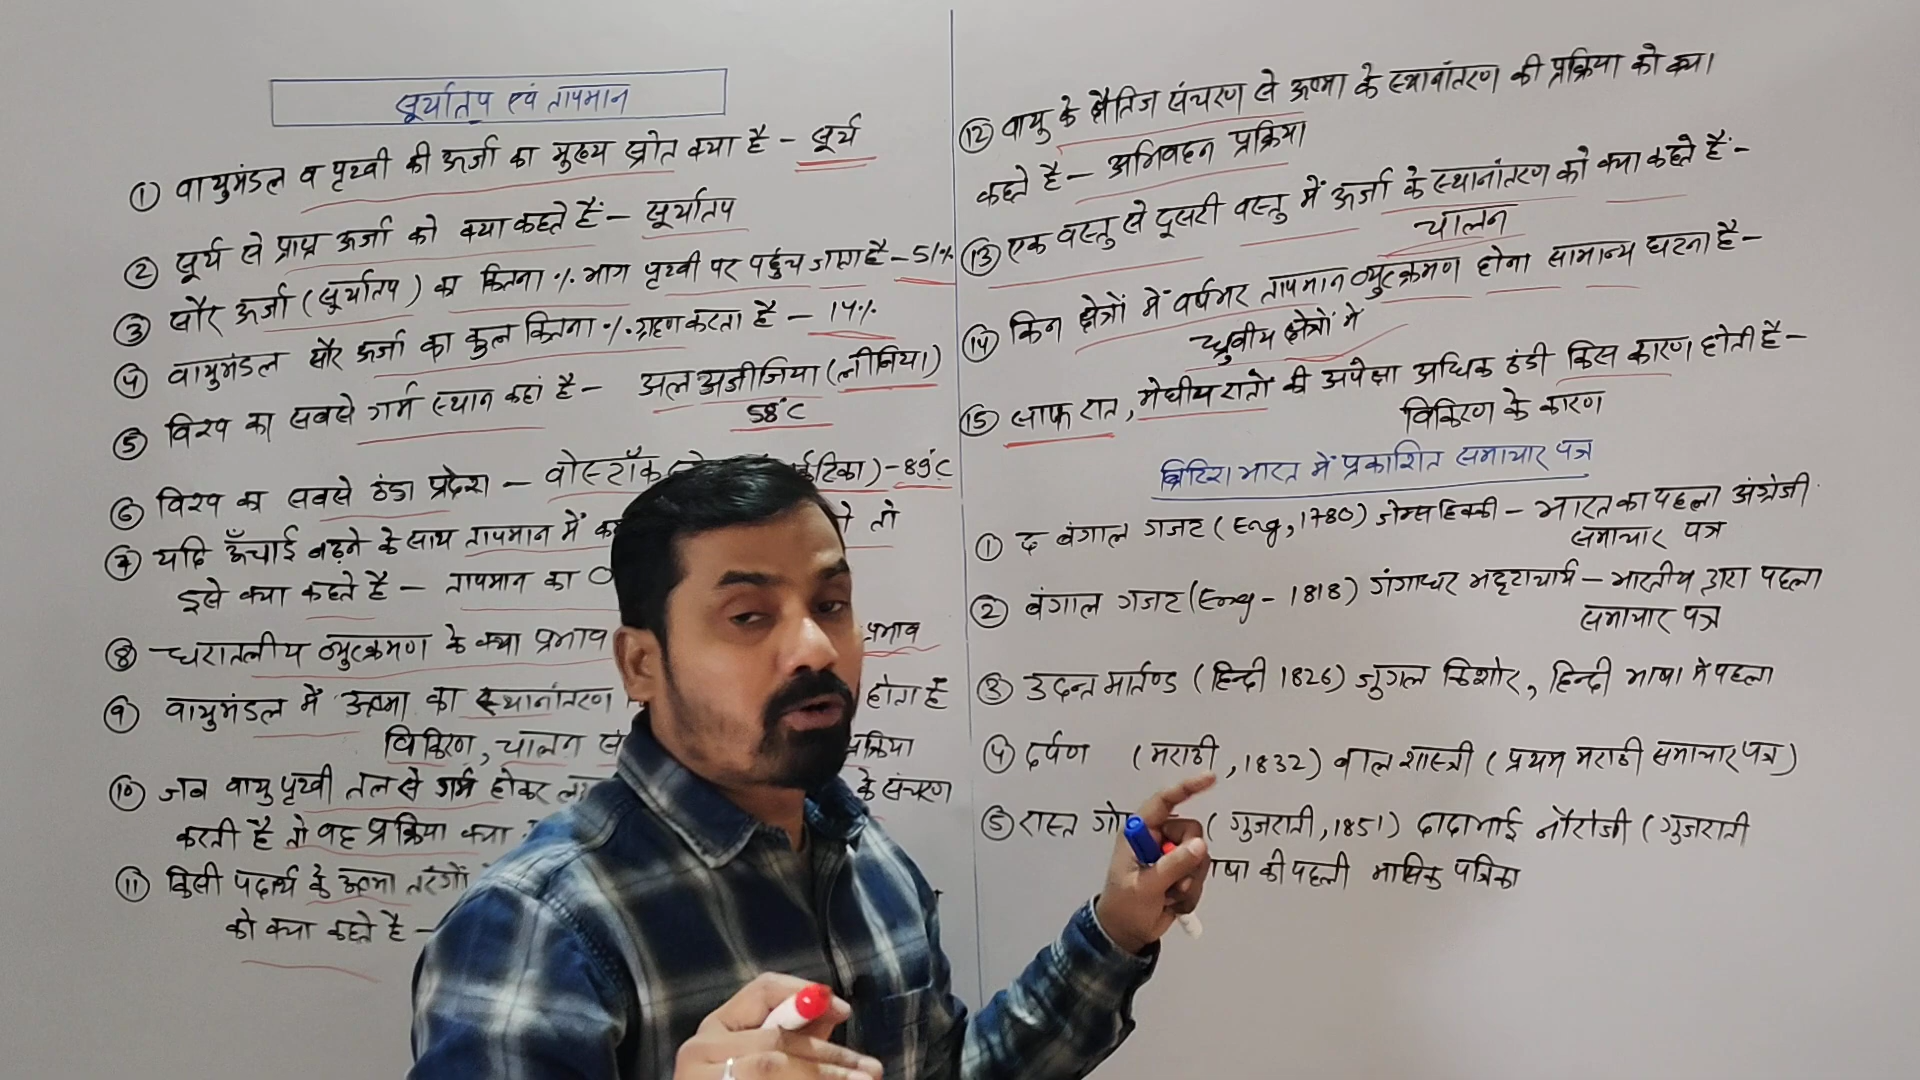 सूर्यातप एवं तापमान
① वायुमंडल व पृथ्वी की ऊर्जा का मुख्य स्रोत क्या है - सूर्य
② सूर्य से प्राप्त ऊर्जा को क्या कहते हैं - सूर्यातप
③ सौर ऊर्जा (सूर्यातप) का कितना % भाग पृथ्वी पर पहुंच जाता है - 51%
④ वायुमंडल सौर ऊर्जा का कुल कितना % ग्रहण करता है - 14%
⑤ विश्व का सबसे गर्म स्थान कहां है - अल अजीजिया (लीबिया)
58°C
⑥ विश्व का सबसे ठंडा प्रदेश - वोस्टॉक र्कटिका) - 89°C
⑦ यदि ऊँचाई बढ़ने के साथ तापमान में तो
इसे क्या कहते है - तापमान का
⑧ धरातलीय व्युत्क्रमण के क्या प्रभाव प्रभाव
⑨ वायुमंडल में ऊष्मा का स्थानांतरण होता है
विकिरण, चालन
⑩ जब वायु पृथ्वी तल से गर्म होकर के संचरण
करती है तो वह प्रक्रिया क्या
⑪ किसी पदार्थ के ऊष्मा तरंगों
को क्या कहते है -
⑫ वायु के क्षैतिज संचरण से ऊष्मा के स्थानांतरण की प्रक्रिया को क्या।
कहते है - अभिवहन प्रक्रिया
⑬ एक वस्तु से दूसरी वस्तु में ऊर्जा के स्थानांतरण को क्या कहते हैं:-
चालन
⑭ किन क्षेत्रों में वर्षभर तापमान व्युत्क्रमण होना सामान्य घटना है -
ध्रुवीय क्षेत्रों में
⑮ साफ रात, मेघीय रातो की अपेक्षा अधिक ठंडी किस कारण होती है -
विकिरण के कारण
ब्रिटिश भारत में प्रकाशित समाचार पत्र
① द बंगाल गजट (Eng, 1780) जेम्स हिक्की - भारत का पहला अंग्रेजी
समाचार पत्र
② बंगाल गजट (Eng - 1818) गंगाधर भट्टाचार्य - भारतीय द्वारा पहला
समाचार पत्र
③ उदन्त मार्तण्ड (हिन्दी 1826) जुगल किशोर, हिन्दी भाषा मे पहला
④ दर्पण (मराठी, 1832) बाल शास्त्री (प्रथम मराठी समाचार पत्र)
⑤ रास्त (गुजराती, 1851) दादाभाई नौरोजी (गुजराती
की पहली मासिक पत्रिका